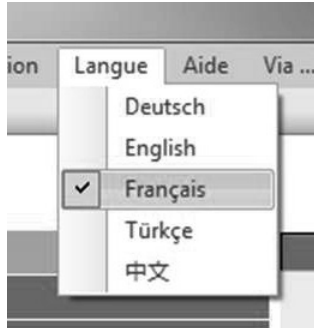 ion Langue Aide Via ...
Deutsch
English
Français
Türkçe
中文